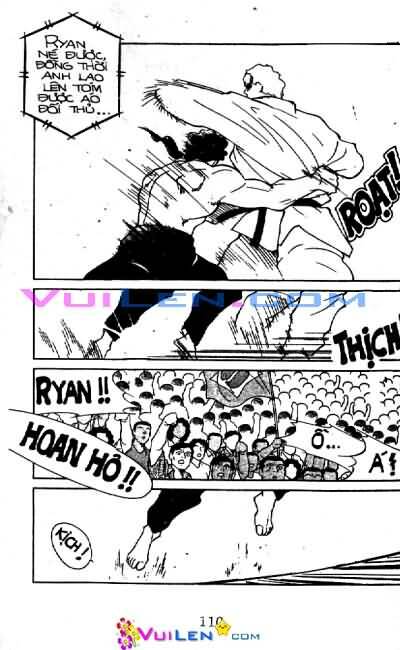 RYAN
NÉ ĐƯỢC,
ĐỒNG THỜI
ANH LAO
LÊN TÓM
ĐƯỢC ÁO
ĐỐI THỦ...
ROẠT!
VUILEN.COM
THỊCH!
RYAN!!
HOAN HÔ!!
Ồ...
Á!
KỊCH!
110
VUILEN.COM